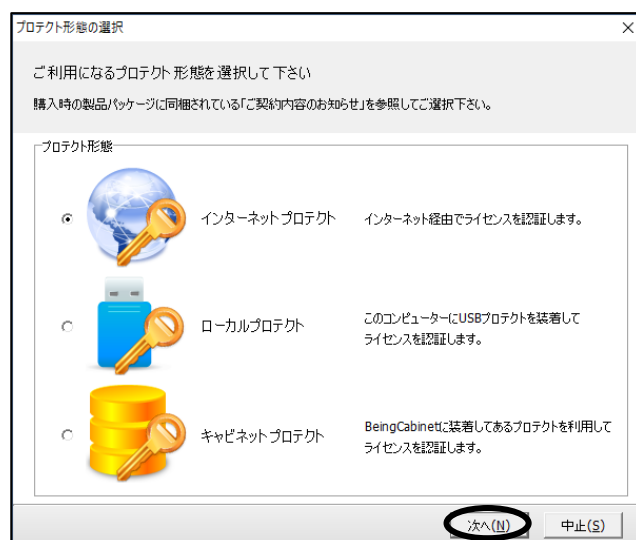 プロテクト形態の選択
ご利用になるプロテクト形態を選択して下さい
購入時の製品パッケージに同梱されている「ご契約内容のお知らせ」を参照してご選択下さい。
プロテクト形態
インターネットプロテクト
インターネット経由でライセンスを認証します。
ローカルプロテクト
このコンピューターにUSBプロテクトを装着して
ライセンスを認証します。
キャビネットプロテクト
BeingCabinetに装着してあるプロテクトを利用して
ライセンスを認証します。
次へ(N)
中止(S)